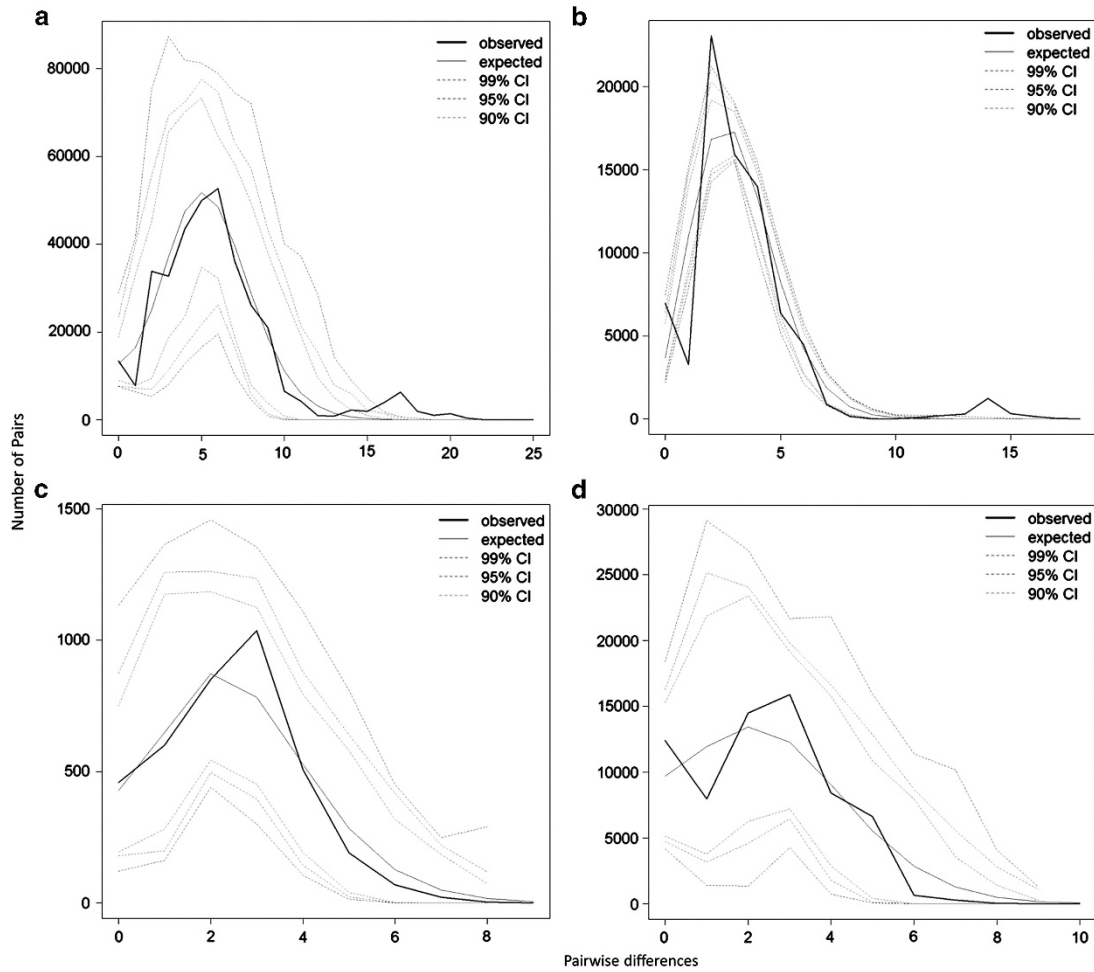 a
observed
expected
99% CI
95% CI
90% CI
80000
60000
40000
20000
0
0 5 10 15 20 25
b
observed
expected
99% CI
95% CI
90% CI
20000
15000
10000
5000
0
0 5 10 15
Number of Pairs
c
observed
expected
99% CI
95% CI
90% CI
1500
1000
500
0
0 2 4 6 8
d
observed
expected
99% CI
95% CI
90% CI
30000
25000
20000
15000
10000
5000
0
0 2 4 6 8 10
Pairwise differences